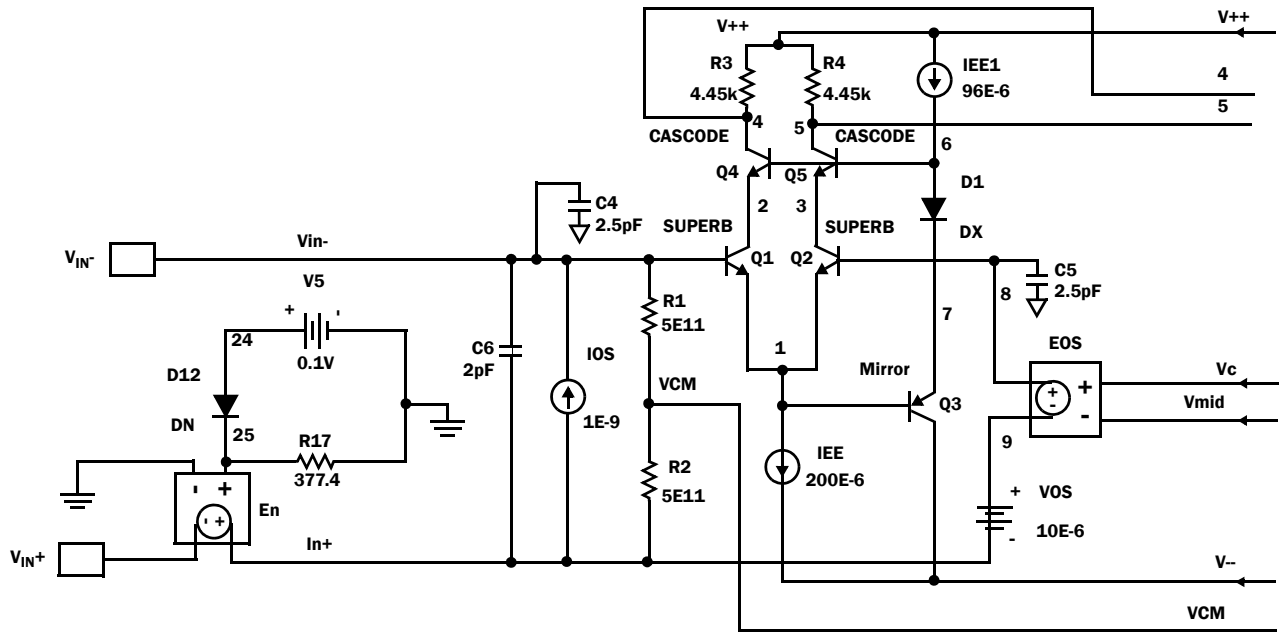 V++
V++
R3
4.45k
R4
4.45k
IEE1
96E-6
4
5
4
5
CASCODE
CASCODE
6
Q4
Q5
D1
2
3
DX
C4
2.5pF
SUPERB
SUPERB
VIN-
Vin-
Q1
Q2
V5
+
-
24
0.1V
R1
5E11
8
C5
2.5pF
7
D12
DN
25
C6
2pF
IOS
1E-9
VCM
1
Mirror
Q3
EOS
+
-
+
-
Vc
Vmid
R17
377.4
9
R2
5E11
IEE
200E-6
-
+
En
- +
+
VOS
10E-6
-
In+
VIN+
V--
VCM